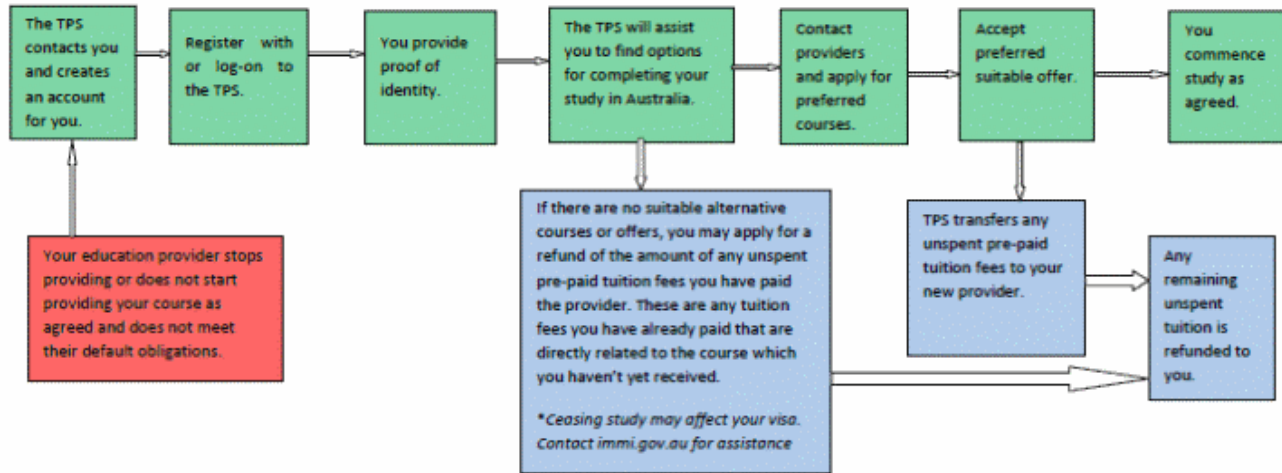 The TPS
contacts you
and creates
an account
for you.
Register with
or log-on to
the TPS.
You provide
proof of
identity.
The TPS will assist
you to find options
for completing your
study in Australia.
Contact
providers
and apply for
preferred
courses.
Accept
preferred
suitable offer.
You
commence
study as
agreed.
Your education provider stops
providing or does not start
providing your course as
agreed and does not meet
their default obligations.
If there are no suitable alternative
courses or offers, you may apply for a
refund of the amount of any unspent
pre-paid tuition fees you have paid
the provider. These are any tuition
fees you have already paid that are
directly related to the course which
you haven't yet received.
*Ceasing study may affect your visa.
Contact immi.gov.au for assistance
TPS transfers any
unspent pre-paid
tuition fees to your
new provider.
Any
remaining
unspent
tuition is
refunded to
you.